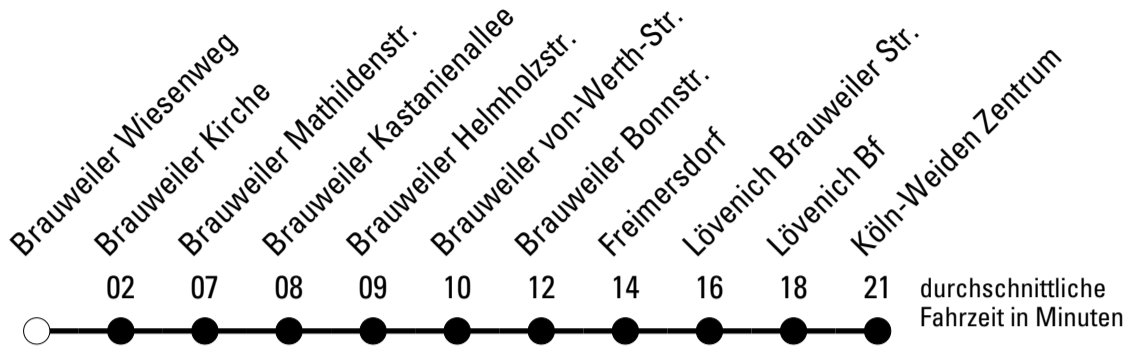 Brauweiler Wiesenweg
Brauweiler Kirche
Brauweiler Mathildenstr.
Brauweiler Kastanienallee
Brauweiler Helmholzstr.
Brauweiler von-Werth-Str.
Brauweiler Bonnstr.
Freimersdorf
Lövenich Brauweiler Str.
Lövenich Bf
Köln-Weiden Zentrum
02 07 08 09 10 12 14 16 18 21
durchschnittliche
Fahrzeit in Minuten